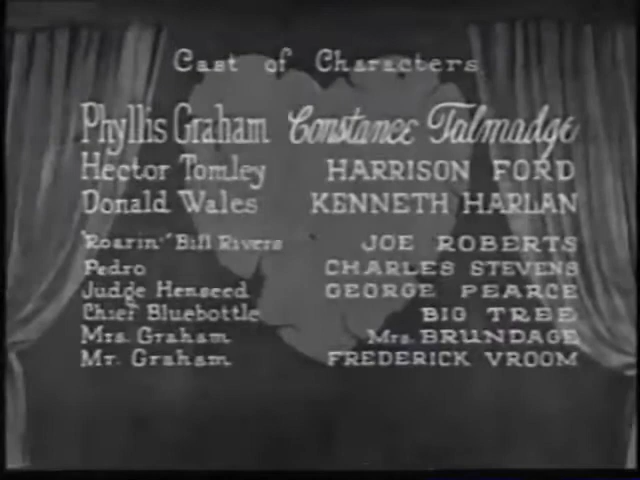 Cast of Characters
Phyllis Graham Constance Talmadge
Hector Tomley HARRISON FORD
Donald Wales KENNETH HARLAN
"Roarin'" Bill Rivers JOE ROBERTS
Pedro CHARLES STEVENS
Judge Henseed GEORGE PEARCE
Chief Bluebottle BIG TREE
Mrs. Graham Mrs. BRUNDAGE
Mr. Graham FREDERICK VROOM